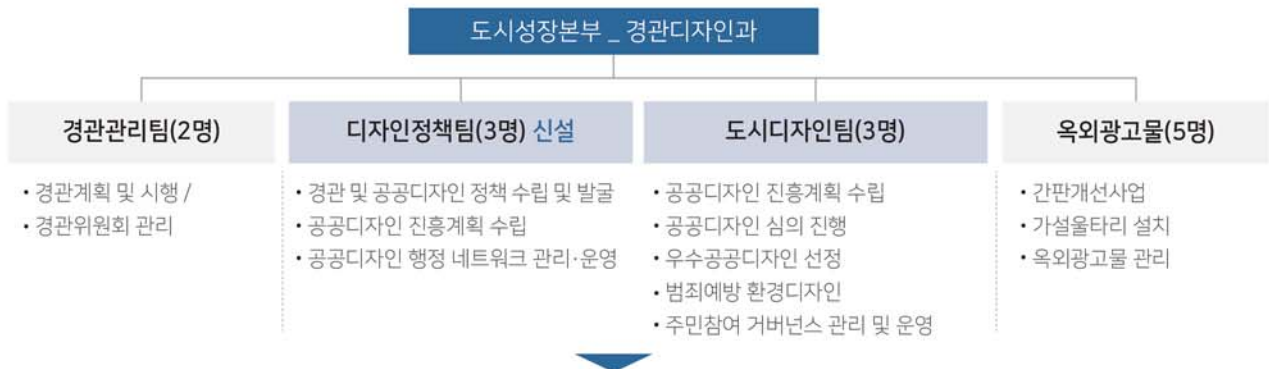 도시성장본부 _ 경관디자인과
경관관리팀(2명)
• 경관계획 및 시행 /
• 경관위원회 관리
디자인정책팀(3명) 신설
• 경관 및 공공디자인 정책 수립 및 발굴
• 공공디자인 진흥계획 수립
• 공공디자인 행정 네트워크 관리·운영
도시디자인팀(3명)
• 공공디자인 진흥계획 수립
• 공공디자인 심의 진행
• 우수공공디자인 선정
• 범죄예방 환경디자인
• 주민참여 거버넌스 관리 및 운영
옥외광고물(5명)
• 간판개선사업
• 가설울타리 설치
• 옥외광고물 관리